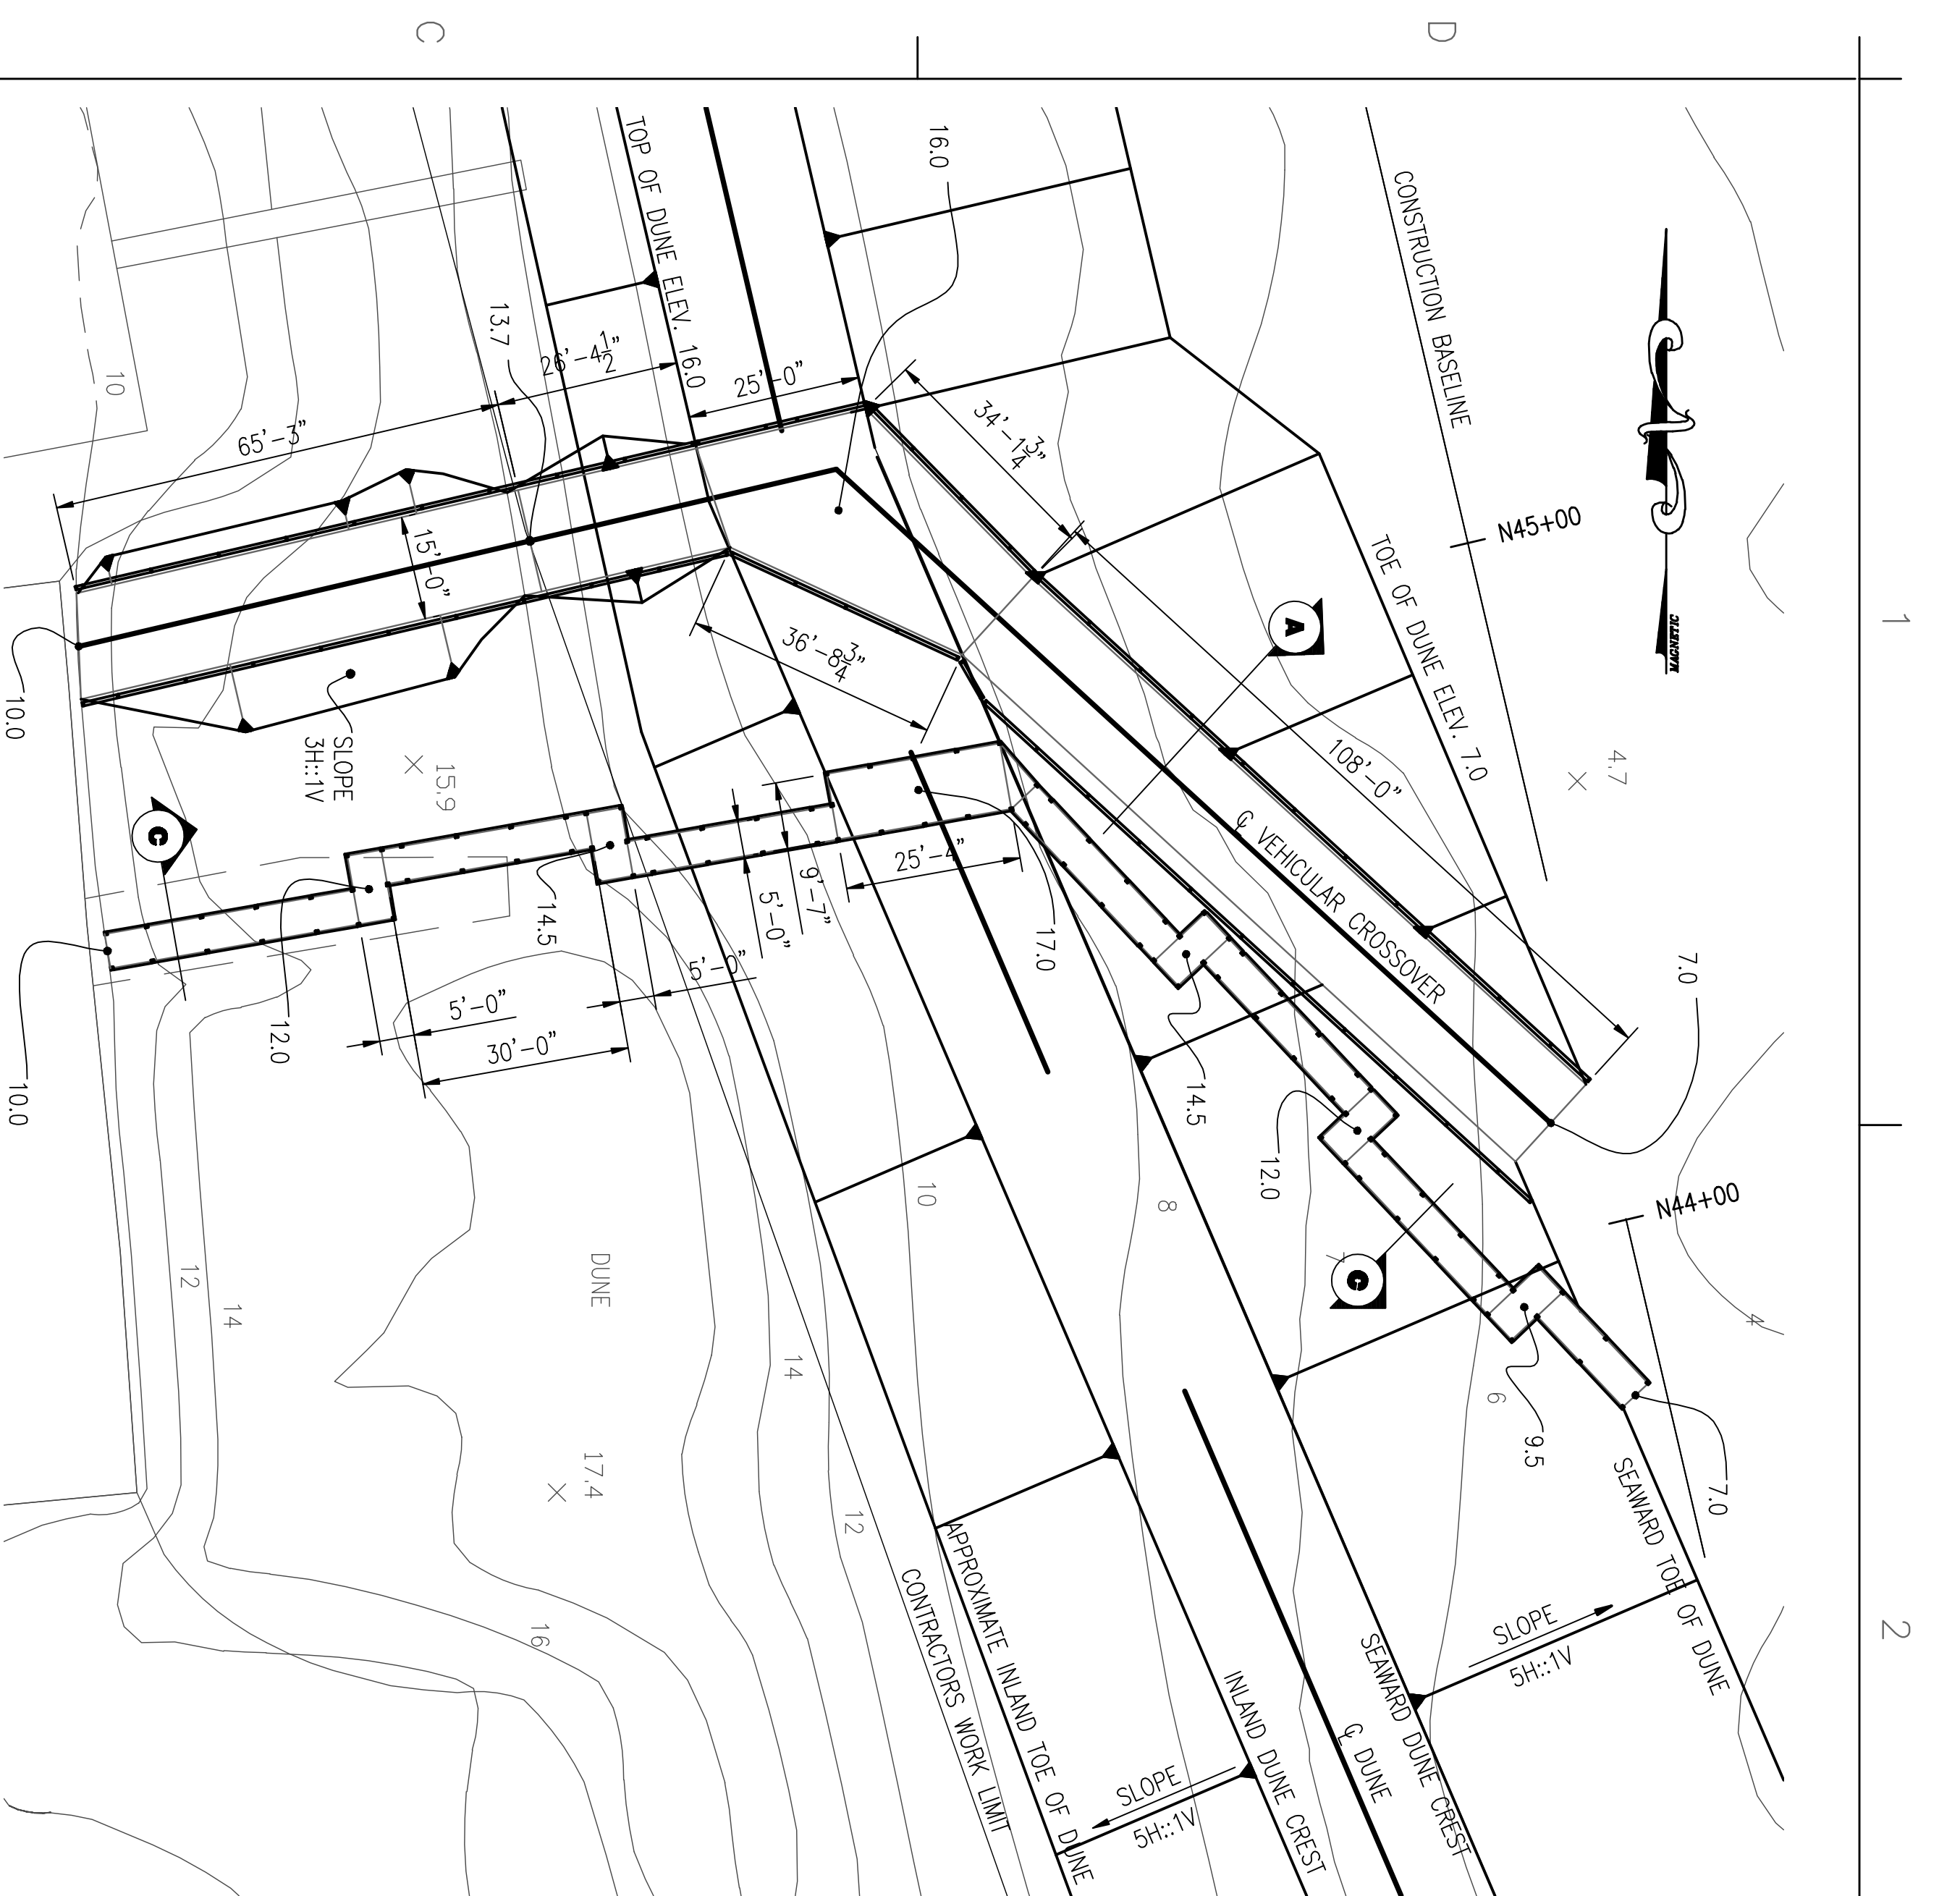 C
D
1
2
16.0
TOP OF DUNE ELEV. 16.0
CONSTRUCTION BASELINE
13.7
26'-4 1/2"
25'-0"
65'-3"
34'-1 3/4"
N45+00
MAGNETIC
10
15'-0"
36'-8 3/4"
A
TOE OF DUNE ELEV. 7.0
10.0
SLOPE
3H::1V
15.9
4.7
108'-0"
℄ VEHICULAR CROSSOVER
C
25'-4"
9'-7"
5'-0"
14.5
17.0
5'-0"
5'-0"
30'-0"
12.0
10.0
7.0
14.5
12.0
N44+00
10
8
C
7
4
12
14
DUNE
14
6
9.5
7.0
17.4
12
16
SEAWARD TOE OF DUNE
APPROXIMATE INLAND TOE OF DUNE
CONTRACTORS WORK LIMIT
SLOPE
5H::1V
SEAWARD DUNE CREST
℄ DUNE
INLAND DUNE CREST
SLOPE
5H::1V